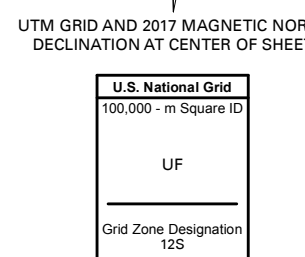 UTM GRID AND 2017 MAGNETIC NOR
DECLINATION AT CENTER OF SHEET
U.S. National Grid
100,000 - m Square ID
UF
Grid Zone Designation
12S